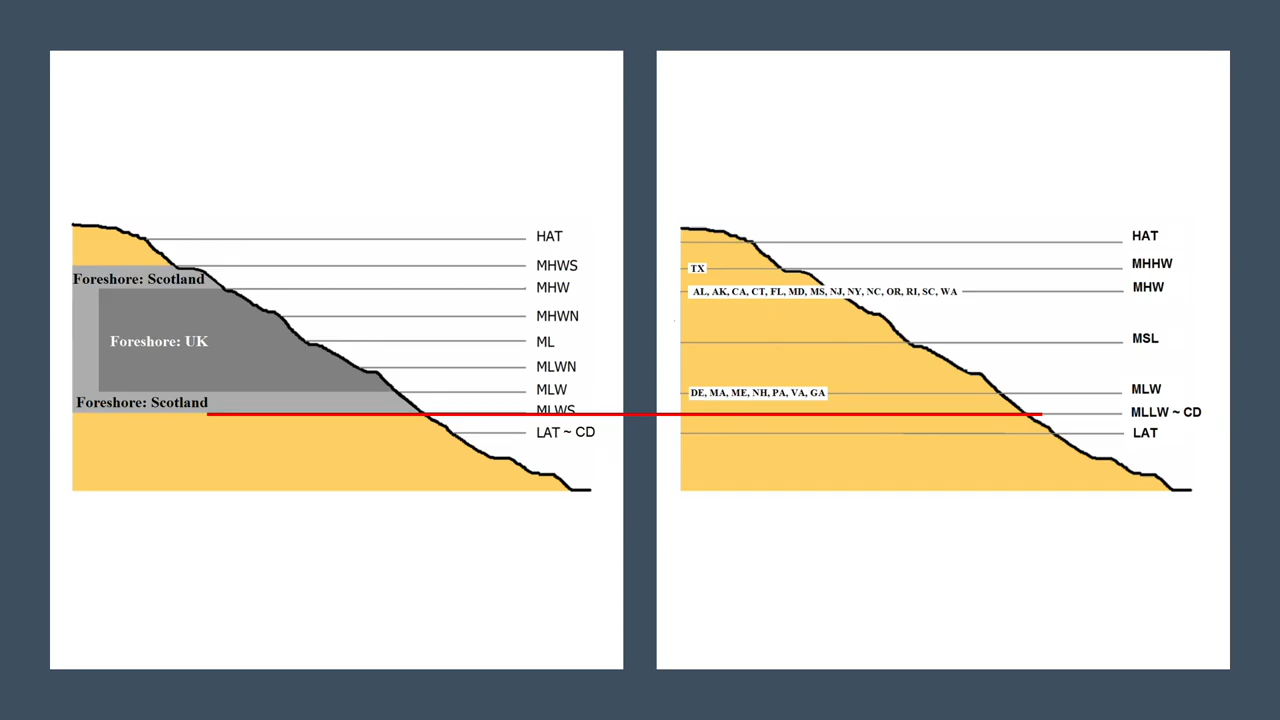 HAT
MHWS
Foreshore: Scotland
MHW
MHWN
Foreshore: UK
ML
MLWN
MLW
Foreshore: Scotland
MLWS
LAT ~ CD
HAT
MHHW
TX
MHW
AL, AK, CA, CT, FL, MD, MS, NJ, NY, NC, OR, RI, SC, WA
MSL
MLW
DE, MA, ME, NH, PA, VA, GA
MLLW ~ CD
LAT